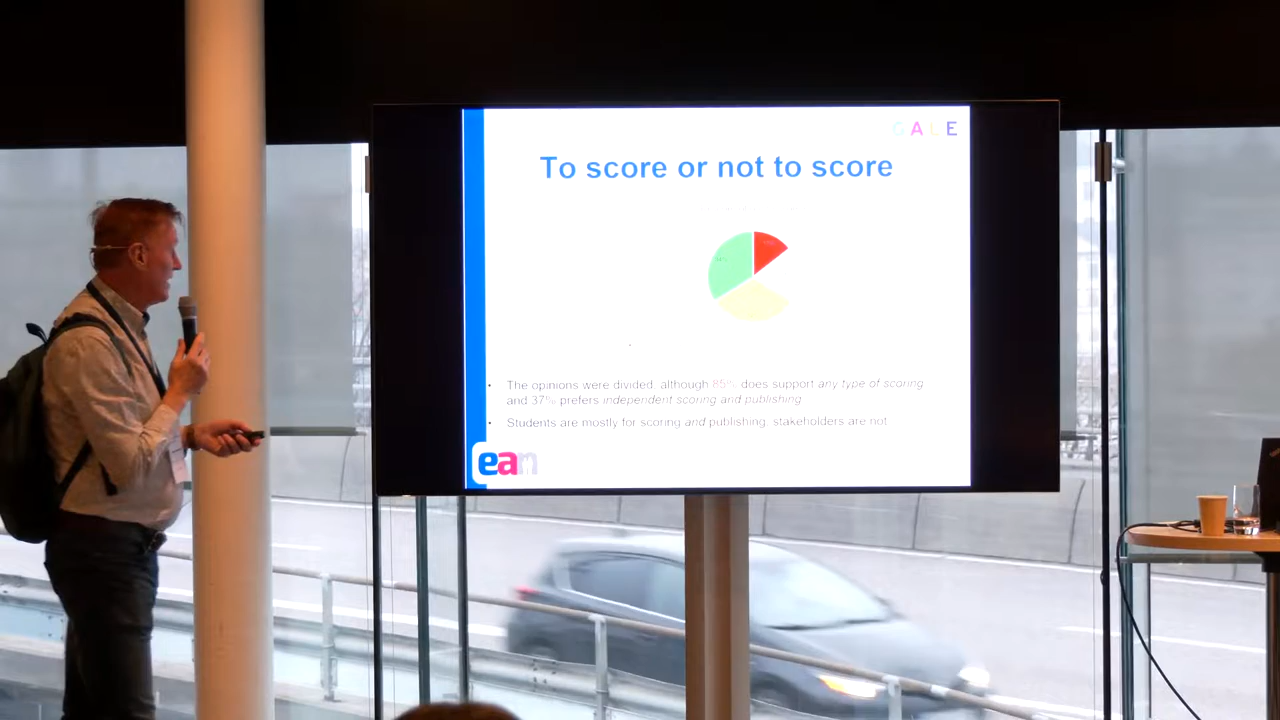 GALE
To score or not to score
• The opinions were divided, although 85% does support any type of scoring
and 37% prefers independent scoring and publishing
• Students are mostly for scoring and publishing, stakeholders are not
ean